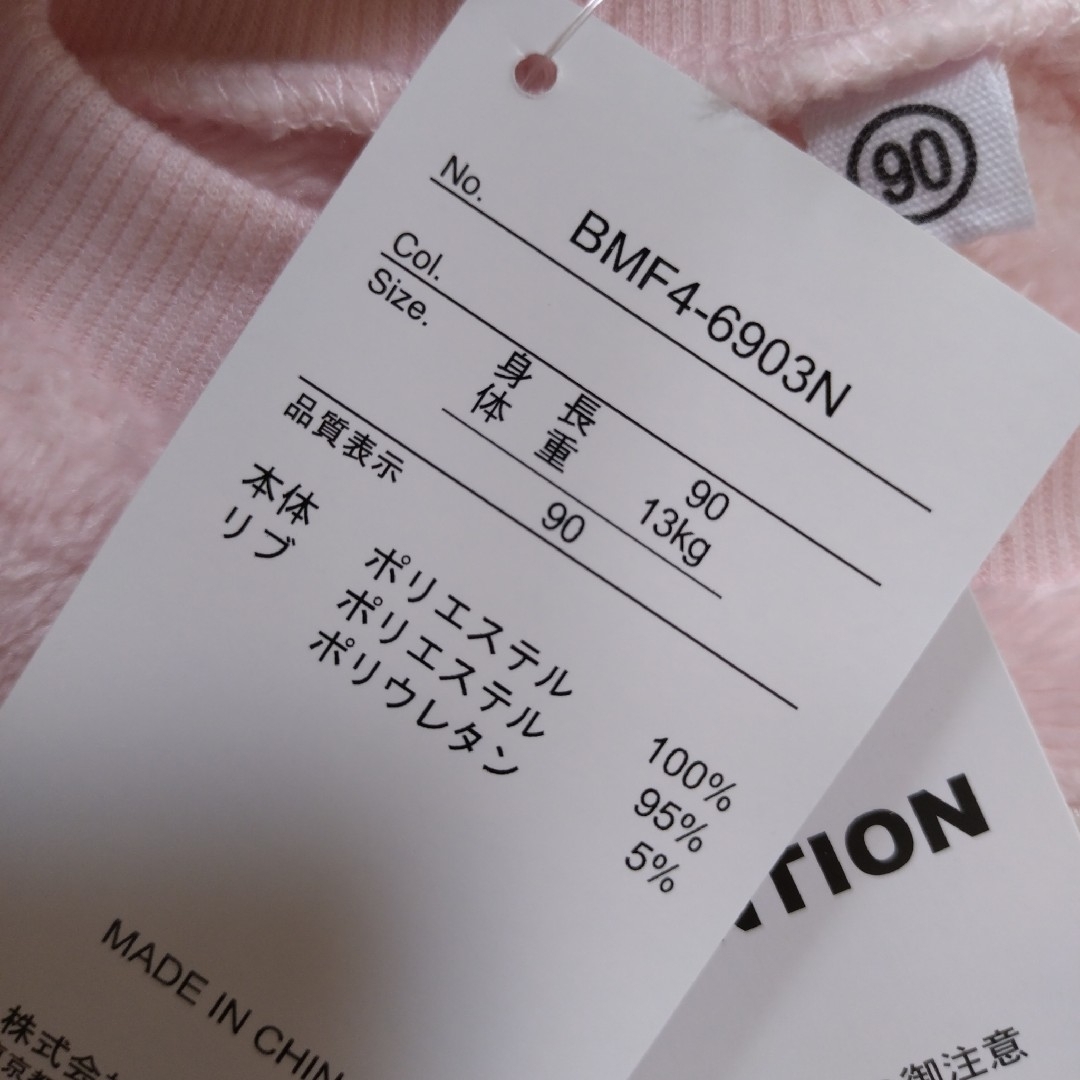 90
No. BMF4-6903N
Col.
Size.
身長 90
体重 13kg
90
品質表示
本体 ポリエステル 100%
リブ ポリエステル 95%
ポリウレタン 5%
MADE IN CHIN
株式会
NTION
御注意